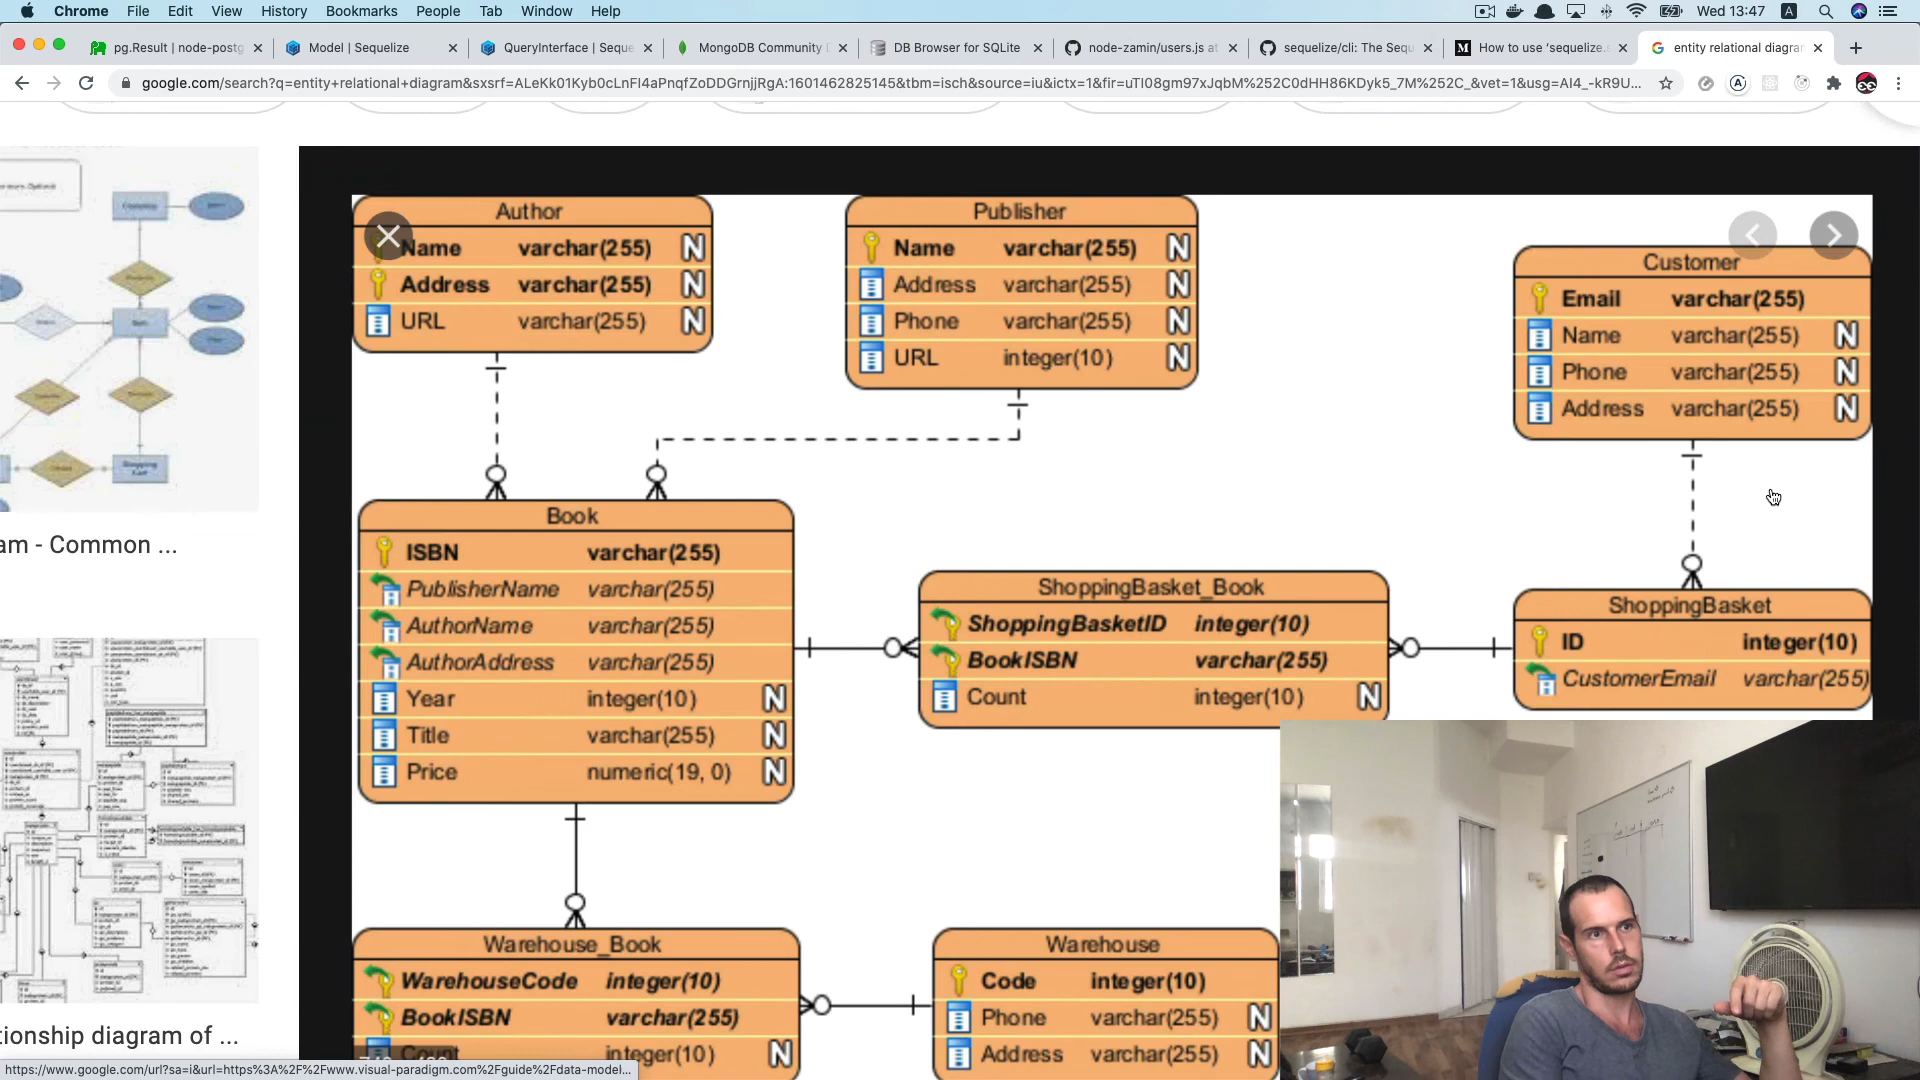 Chrome File Edit View History Bookmarks People Tab Window Help Wed 13:47 A
pg.Result | node-postg
Model | Sequelize
QueryInterface | Seque
MongoDB Community D
DB Browser for SQLite
node-zamin/users.js at
sequelize/cli: The Sequ
How to use ‘sequelize.s
entity relational diagra
google.com/search?q=entity+relational+diagram&sxsrf=ALeKk01Kyb0cLnFl4aPnqfZoDDGrnjjRgA:1601462825145&tbm=isch&source=iu&ictx=1&fir=uTl08gm97xJqbM%252C0dHH86KDyk5_7M%252C_&vet=1&usg=AI4_-kR9U...
Author
Name varchar(255) N
Address varchar(255) N
URL varchar(255) N
Publisher
Name varchar(255) N
Address varchar(255) N
Phone varchar(255) N
URL integer(10) N
Customer
Email varchar(255)
Name varchar(255) N
Phone varchar(255) N
Address varchar(255) N
am - Common ...
Book
ISBN varchar(255)
PublisherName varchar(255)
AuthorName varchar(255)
AuthorAddress varchar(255)
Year integer(10) N
Title varchar(255) N
Price numeric(19, 0) N
ShoppingBasket_Book
ShoppingBasketID integer(10)
BookISBN varchar(255)
Count integer(10) N
ShoppingBasket
ID integer(10)
CustomerEmail varchar(255)
Warehouse_Book
WarehouseCode integer(10)
BookISBN varchar(255)
Count integer(10) N
Warehouse
Code integer(10)
Phone varchar(255) N
Address varchar(255) N
tionship diagram of ...
https://www.google.com/url?sa=i&url=https%3A%2F%2Fwww.visual-paradigm.com%2Fguide%2Fdata-model...